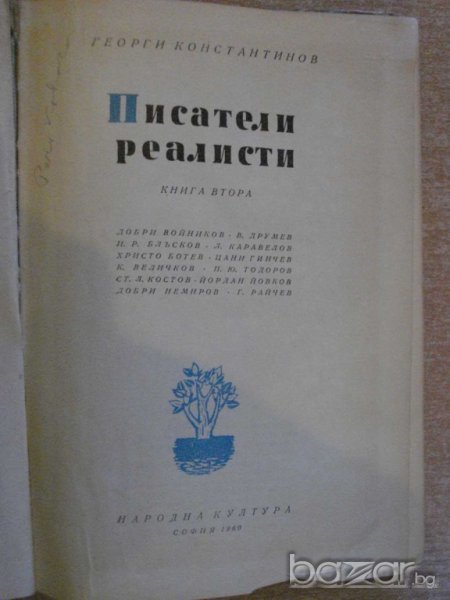 ГЕОРГИ КОНСТАНТИНОВ
Писатели
реалисти
КНИГА ВТОРА
ДОБРИ ВОЙНИКОВ · В. ДРУМЕВ
И. Р. БЛЪСКОВ · Л. КАРАВЕЛОВ
ХРИСТО БОТЕВ · ЦАНИ ГИНЧЕВ
К. ВЕЛИЧКОВ · П. Ю. ТОДОРОВ
СТ. Л. КОСТОВ · ЙОРДАН ЙОВКОВ
ДОБРИ НЕМИРОВ · Г. РАЙЧЕВ
НАРОДНА КУЛТУРА
СОФИЯ 1960
bazar.bg